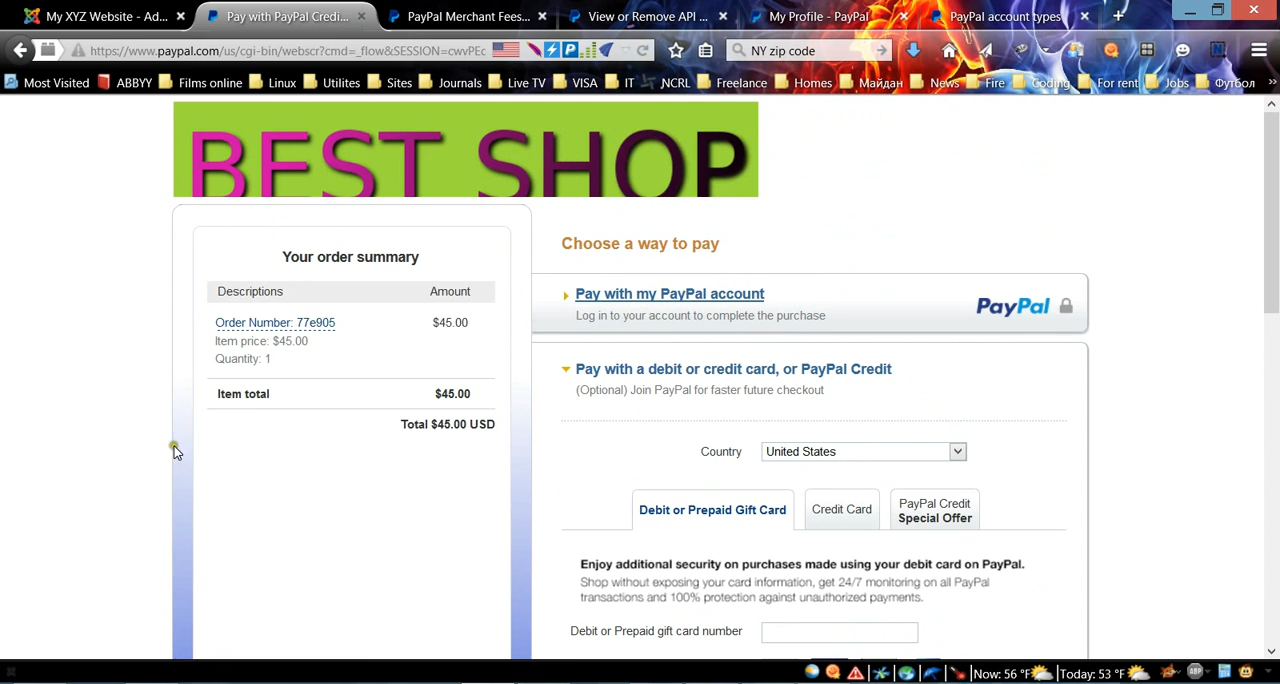 My XYZ Website - Ad... Pay with PayPal Credi... PayPal Merchant Fees... View or Remove API ... My Profile - PayPal PayPal account types
https://www.paypal.com/us/cgi-bin/webscr?cmd=_flow&SESSION=cwvPEc NY zip code
Most Visited ABBYY Films online Linux Utilites Sites Journals Live TV VISA IT NCRL Freelance Homes Майдан News Fire Coding For rent Jobs Футбол
BEST SHOP
Your order summary
Descriptions Amount
Order Number: 77e905 $45.00
Item price: $45.00
Quantity: 1
Item total $45.00
Total $45.00 USD
Choose a way to pay
Pay with my PayPal account
Log in to your account to complete the purchase
PayPal
Pay with a debit or credit card, or PayPal Credit
(Optional) Join PayPal for faster future checkout
Country United States
Debit or Prepaid Gift Card Credit Card PayPal Credit
Special Offer
Enjoy additional security on purchases made using your debit card on PayPal.
Shop without exposing your card information, get 24/7 monitoring on all PayPal
transactions and 100% protection against unauthorized payments.
Debit or Prepaid gift card number
Now: 56 °F Today: 53 °F ABP